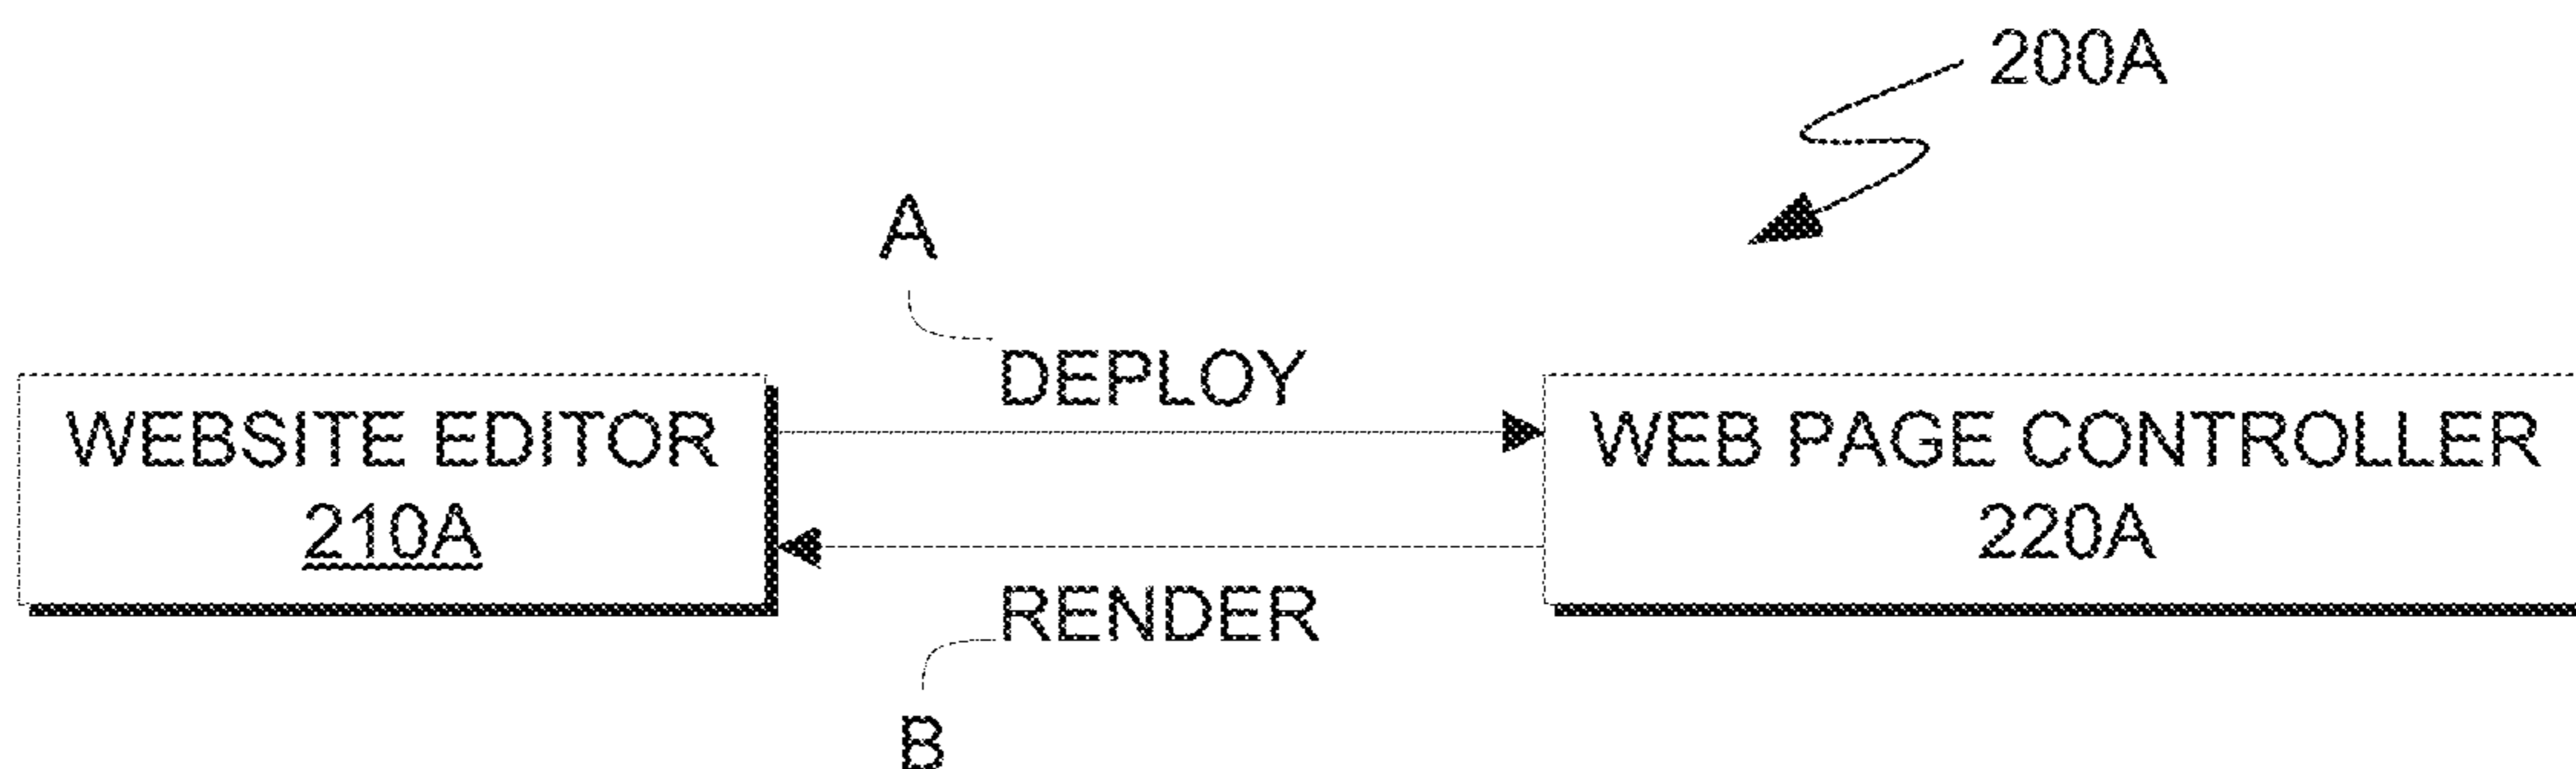 200A
A
DEPLOY
WEBSITE EDITOR
210A
WEB PAGE CONTROLLER
220A
RENDER
B